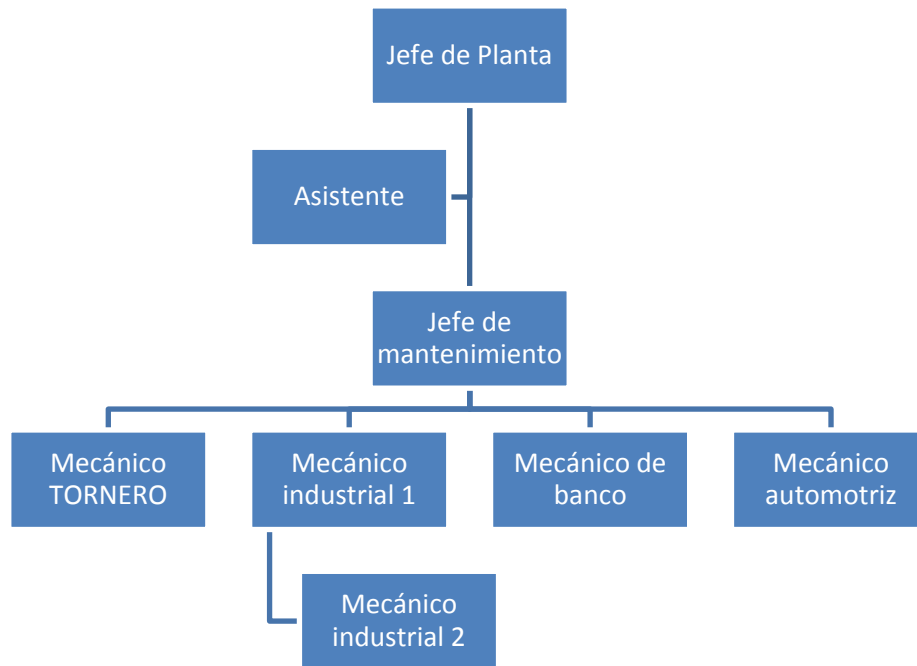 Jefe de Planta
Asistente
Jefe de
mantenimiento
Mecánico
TORNERO
Mecánico
industrial 1
Mecánico de
banco
Mecánico
automotriz
Mecánico
industrial 2